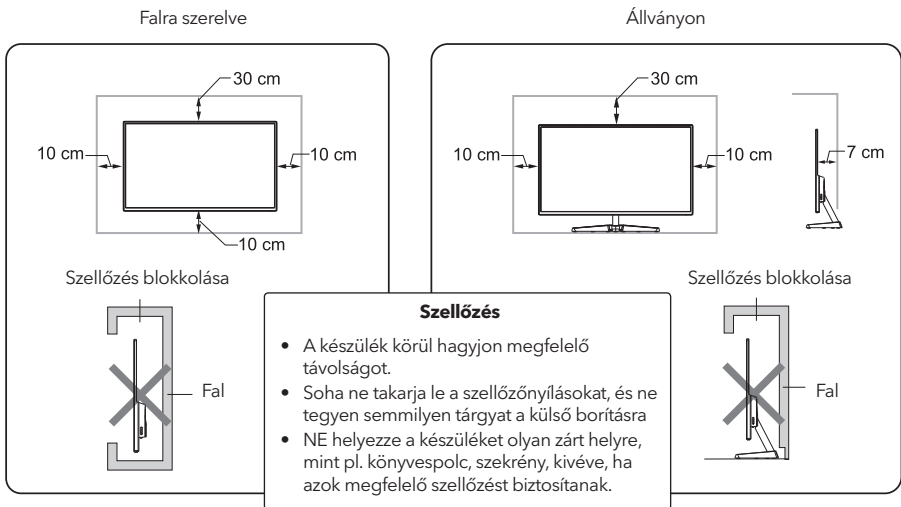 Falra szerelve
30 cm
10 cm
10 cm
10 cm
Szellőzés blokkolása
Fal
Állványon
30 cm
10 cm
10 cm
7 cm
Szellőzés blokkolása
Fal
Szellőzés
• A készülék körül hagyjon megfelelő
távolságot.
• Soha ne takarja le a szellőzőnyílásokat, és ne
tegyen semmilyen tárgyat a külső borításra
• NE helyezze a készüléket olyan zárt helyre,
mint pl. könyvespolc, szekrény, kivéve, ha
azok megfelelő szellőzést biztosítanak.